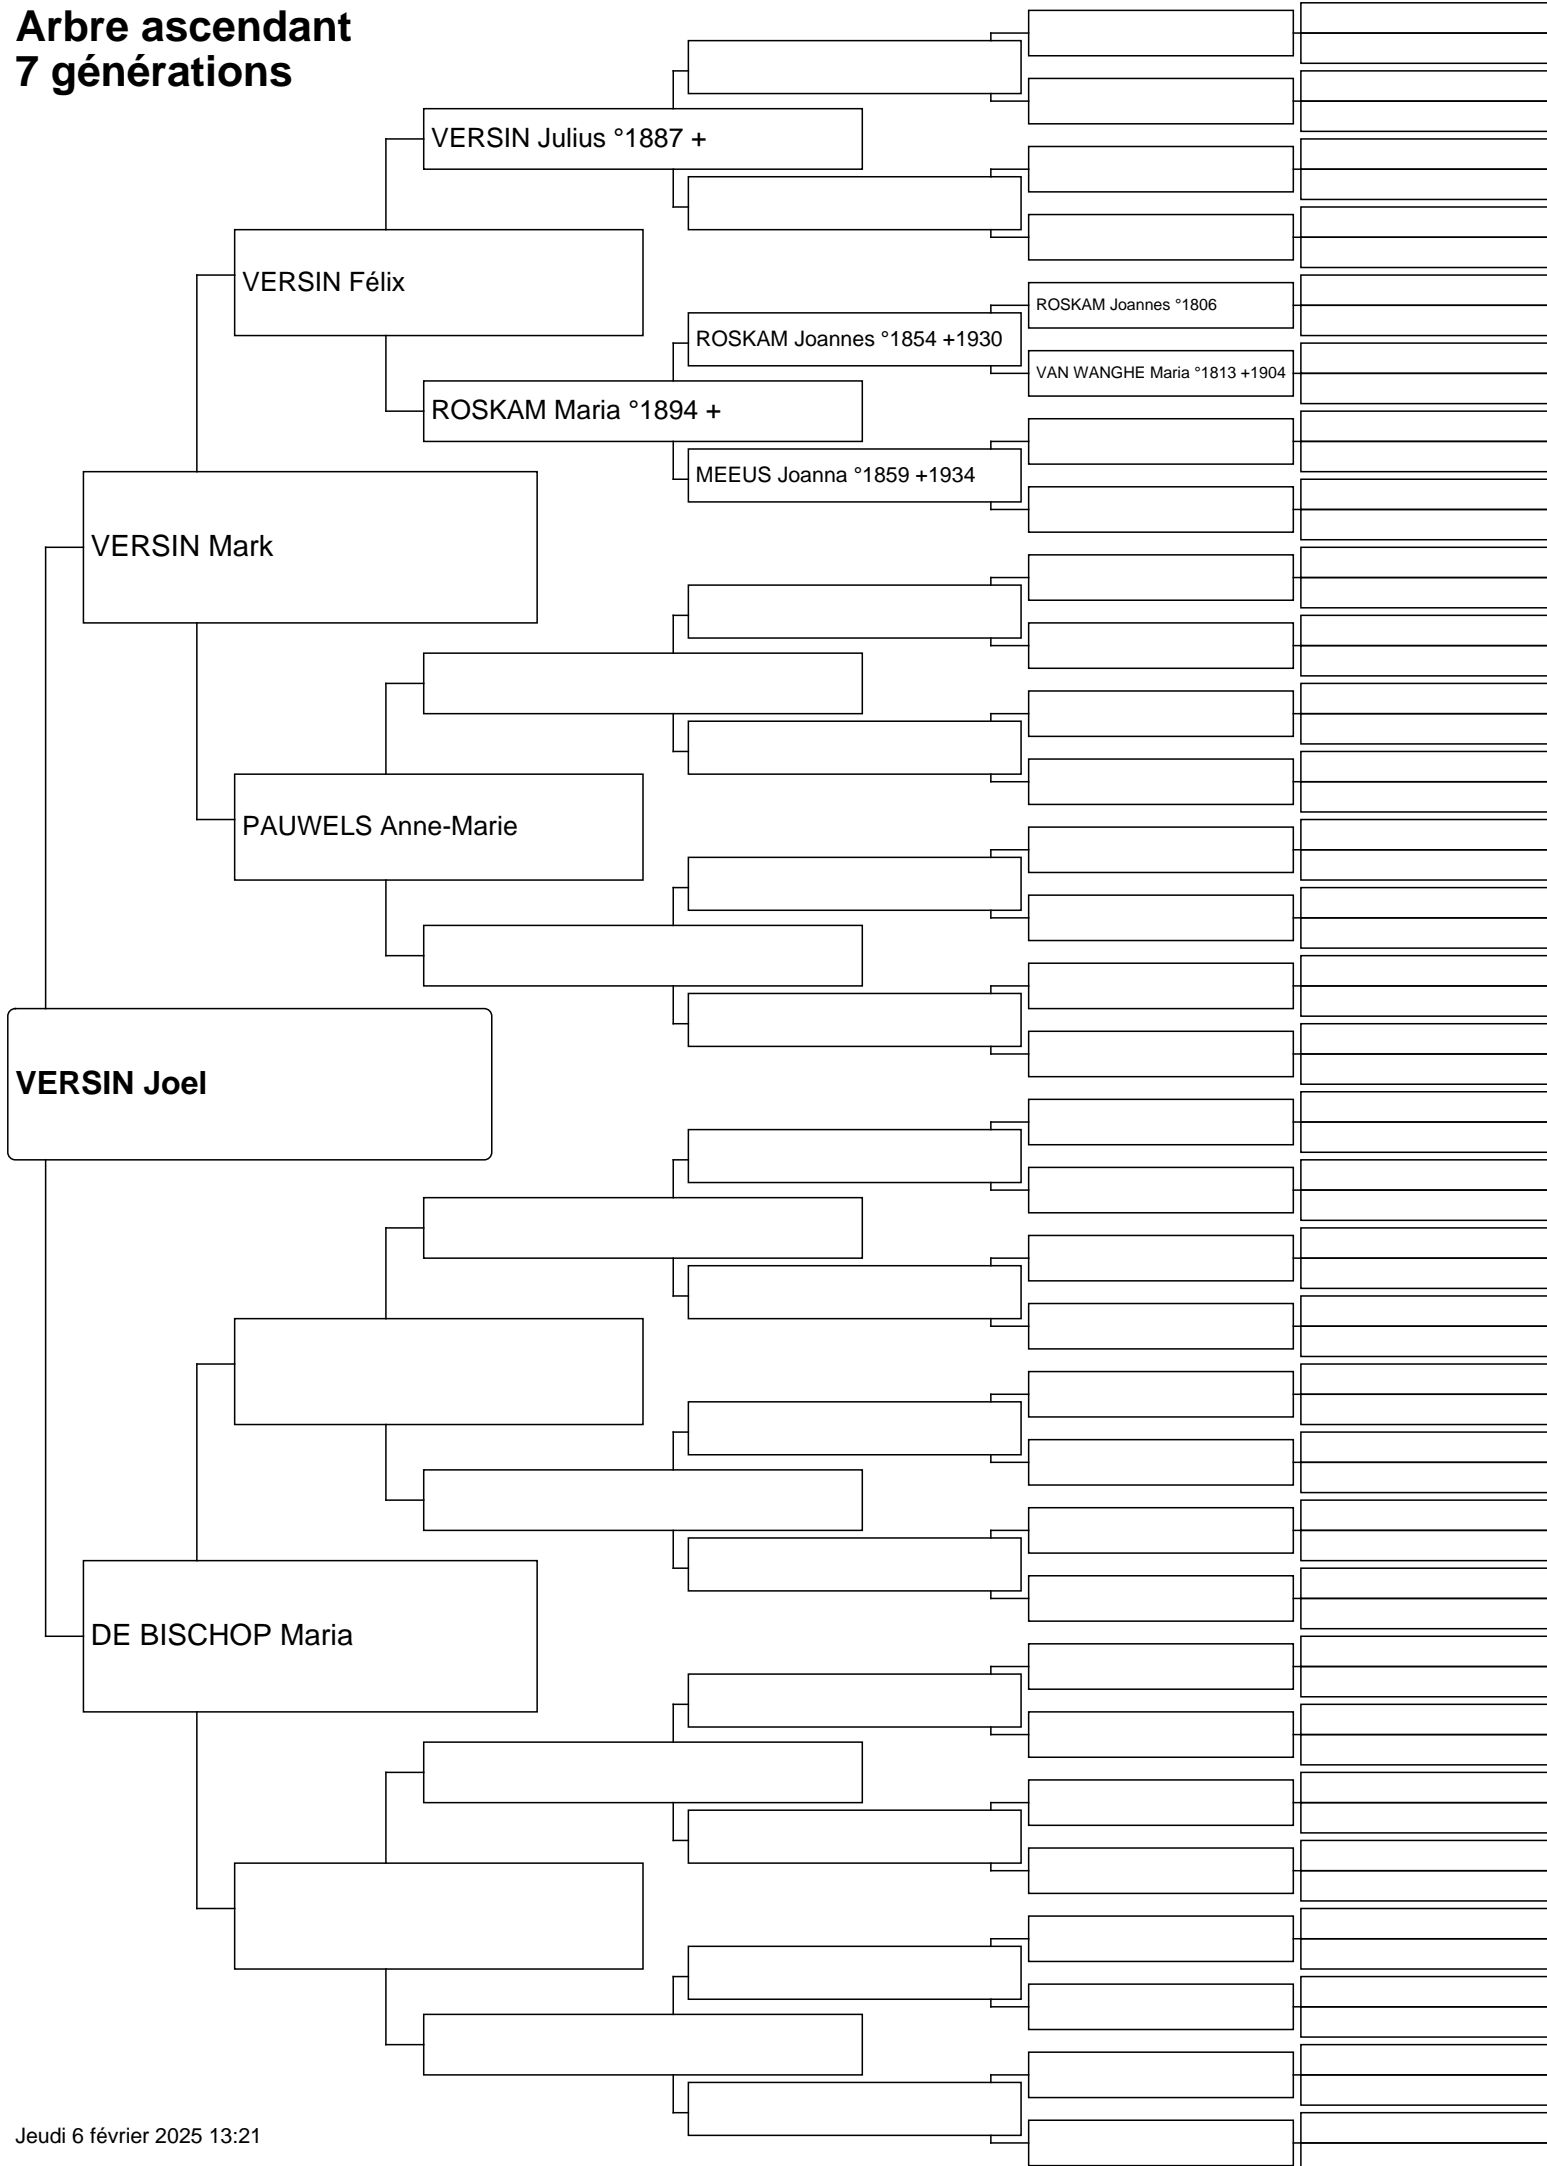 Arbre ascendant
7 générations
VERSIN Julius °1887 +
VERSIN Félix
ROSKAM Joannes °1806
ROSKAM Joannes °1854 +1930
VAN WANGHE Maria °1813 +1904
ROSKAM Maria °1894 +
MEEUS Joanna °1859 +1934
VERSIN Mark
PAUWELS Anne-Marie
VERSIN Joel
DE BISCHOP Maria
Jeudi 6 février 2025 13:21